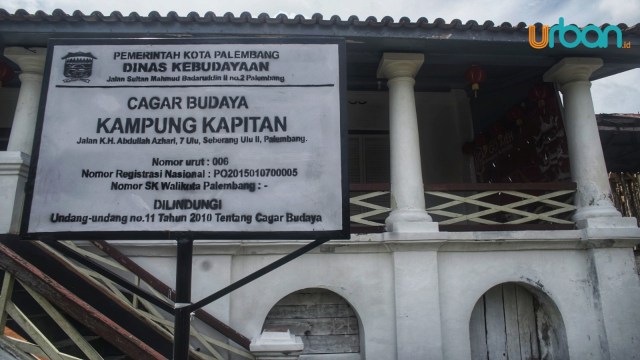 PEMERINTAH KOTA PALEMBANG
DINAS KEBUDAYAAN
Jalan Sultan Mahmud Badaruddin II no.2 Palembang
CAGAR BUDAYA
KAMPUNG KAPITAN
Jalan K.H. Abdullah Azhari, 7 Ulu, Seberang Ulu II, Palembang.
Nomor urut : 006
Nomor Registrasi Nasional : PO2015010700005
Nomor SK Walikota Palembang : -
DILINDUNGI
Undang-undang no.11 Tahun 2010 Tentang Cagar Budaya
urban.id